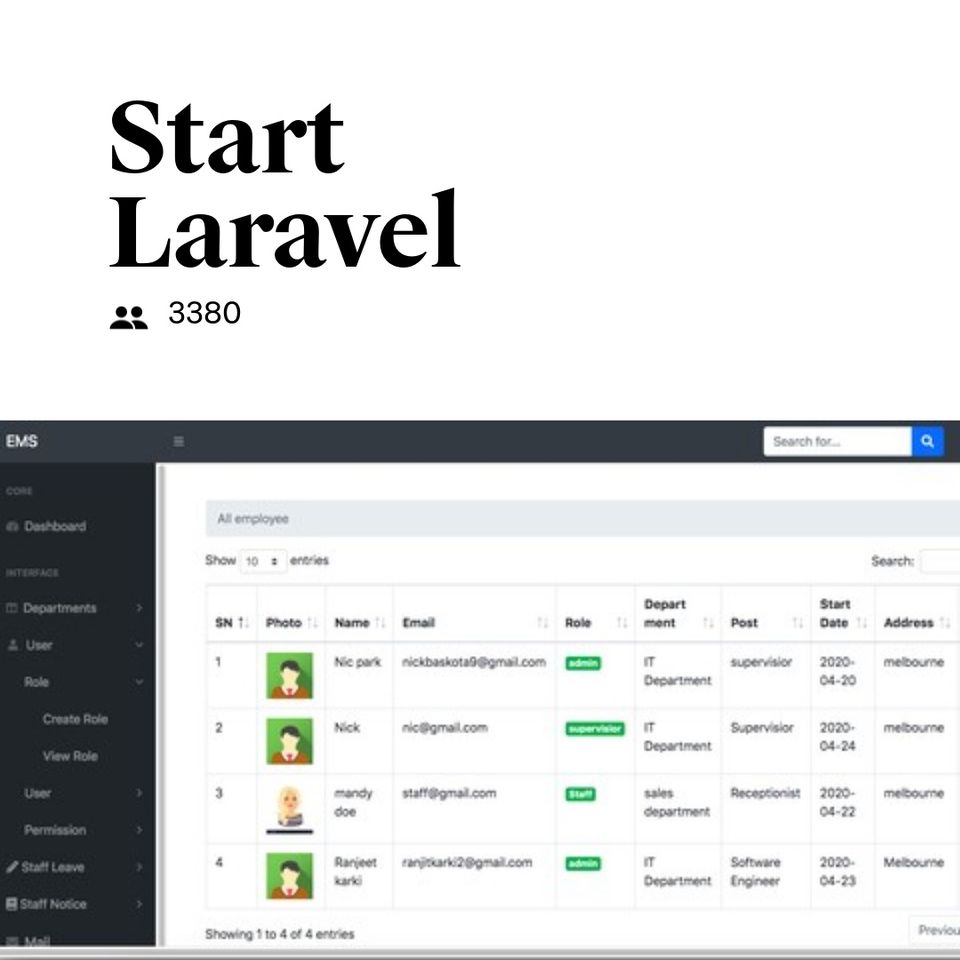 Start
Laravel
3380
EMS
Search for...
CORE
Dashboard
INTERFACE
Departments
User
Role
Create Role
View Role
User
Permission
Staff Leave
Staff Notice
Mail
All employee
Show 10 entries
Search:
SN Photo Name Email Role Depart ment Post Start Date Address
1 Nic park nickbaskota9@gmail.com admin IT Department supervisior 2020-04-20 melbourne
2 Nick nic@gmail.com supervisior IT Department Supervisior 2020-04-24 melbourne
3 mandy doe staff@gmail.com Staff sales department Receptionist 2020-04-22 melbourne
4 Ranjeet karki ranjitkarki2@gmail.com admin IT Department Software Engineer 2020-04-23 Melbourne
Showing 1 to 4 of 4 entries
Previou